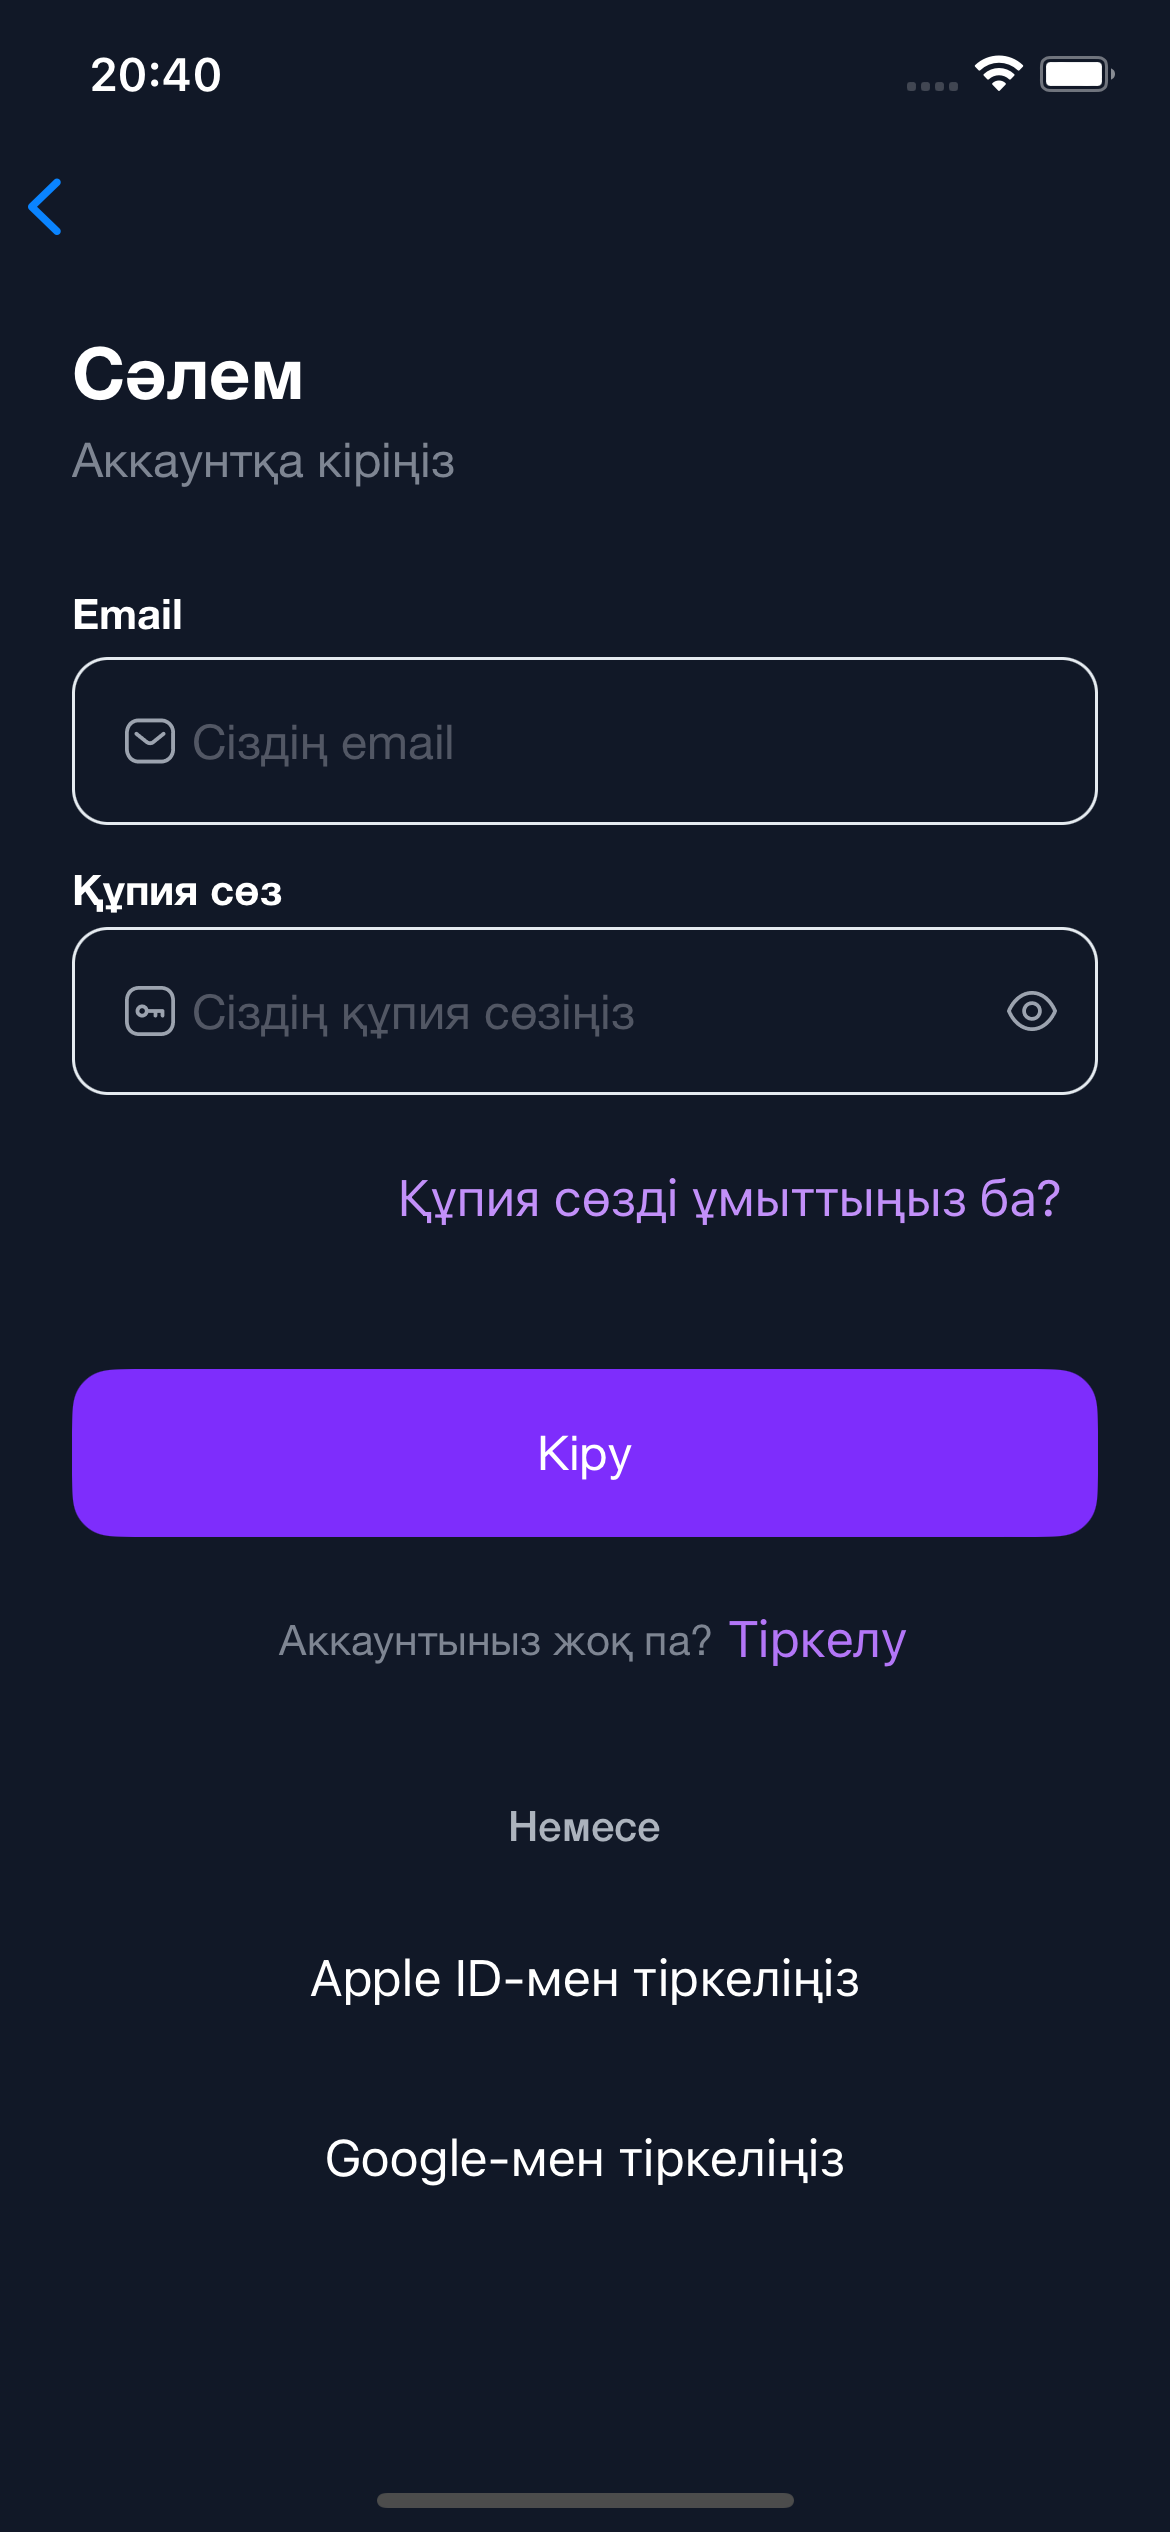 20:40
Сәлем
Аккаунтқа кіріңіз
Email
Сіздің email
Құпия сөз
Сіздің құпия сөзіңіз
Құпия сөзді ұмыттыңыз ба?
Кіру
Аккаунтыныз жоқ па? Тіркелу
Немесе
Apple ID-мен тіркеліңіз
Google-мен тіркеліңіз